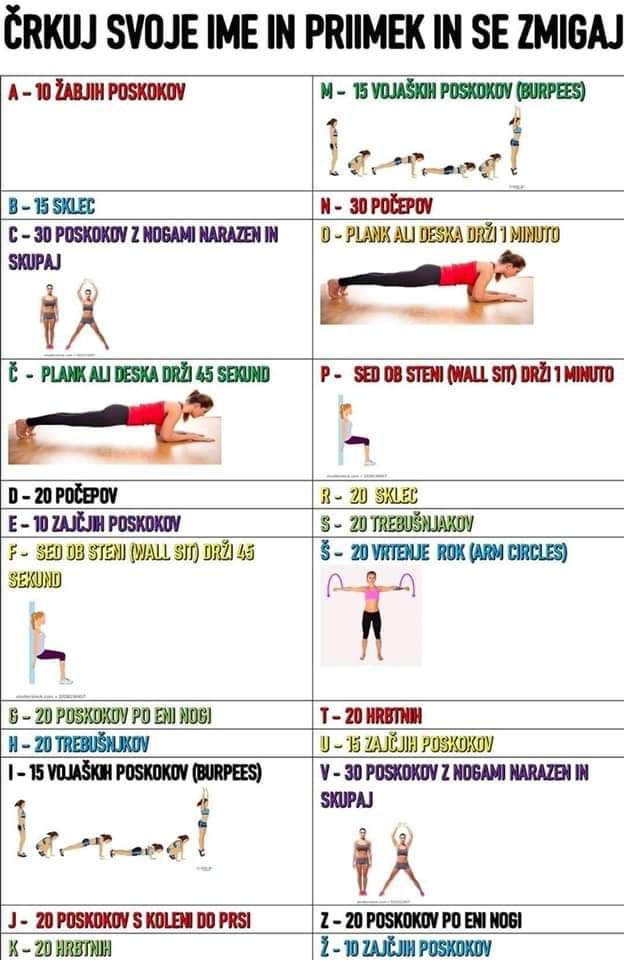 ČRKUJ SVOJE IME IN PRIIMEK IN SE ZMIGAJ
A – 10 ŽABJIH POSKOKOV
B – 15 SKLEC
C – 30 POSKOKOV Z NOGAMI NARAZEN IN
SKUPAJ
Č - PLANK ALI DESKA DRŽI 45 SEKUND
D – 20 POČEPOV
E – 10 ZAJČJIH POSKOKOV
F - SED OB STENI (WALL SIT) DRŽI 45
SEKUND
G – 20 POSKOKOV PO ENI NOGI
H – 20 TREBUŠNJKOV
I – 15 VOJAŠKIH POSKOKOV (BURPEES)
J - 20 POSKOKOV S KOLENI DO PRSI
K – 20 HRBTNIH
M - 15 VOJAŠKIH POSKOKOV (BURPEES)
N - 30 POČEPOV
O - PLANK ALI DESKA DRŽI 1 MINUTO
P - SED OB STENI (WALL SIT) DRŽI 1 MINUTO
R - 20 SKLEC
S - 20 TREBUŠNJAKOV
Š - 20 VRTENJE ROK (ARM CIRCLES)
T - 20 HRBTNIH
U - 15 ZAJČJIH POSKOKOV
V - 30 POSKOKOV Z NOGAMI NARAZEN IN
SKUPAJ
Z - 20 POSKOKOV PO ENI NOGI
Ž - 10 ZAJČJIH POSKOKOV